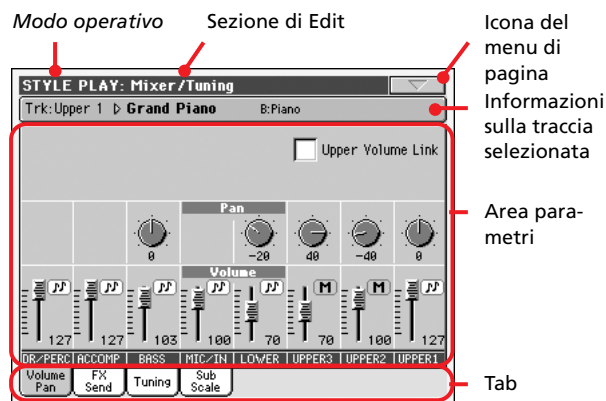 Modo operativo
Sezione di Edit
Icona del
menu di
pagina
STYLE PLAY: Mixer/Tuning
Trk:Upper 1 ▷ Grand Piano B:Piano
Informazioni
sulla traccia
selezionata
Upper Volume Link
Area para-
metri
Pan
0 -20 40 -40 0
Volume
M M
127 127 103 100 70 70 100 127
DR/PERC ACCOMP BASS MIC/IN LOWER UPPER3 UPPER2 UPPER1
Volume Pan
FX Send
Tuning
Sub Scale
Tab